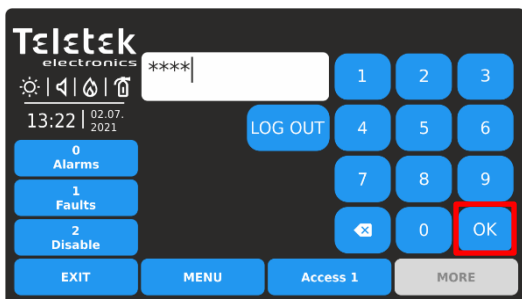 Teletek
electronics
13:22 02.07.
2021
0
Alarms
1
Faults
2
Disable
****
LOG OUT
1 2 3
4 5 6
7 8 9
0 OK
EXIT MENU Access 1 MORE